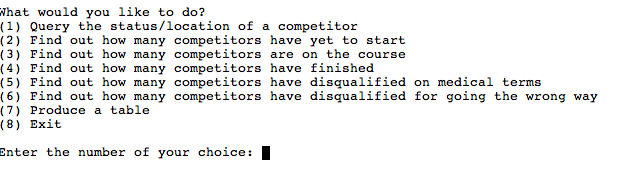 What would you like to do?
(1) Query the status/location of a competitor
(2) Find out how many competitors have yet to start
(3) Find out how many competitors are on the course
(4) Find out how many competitors have finished
(5) Find out how many competitors have disqualified on medical terms
(6) Find out how many competitors have disqualified for going the wrong way
(7) Produce a table
(8) Exit
Enter the number of your choice: